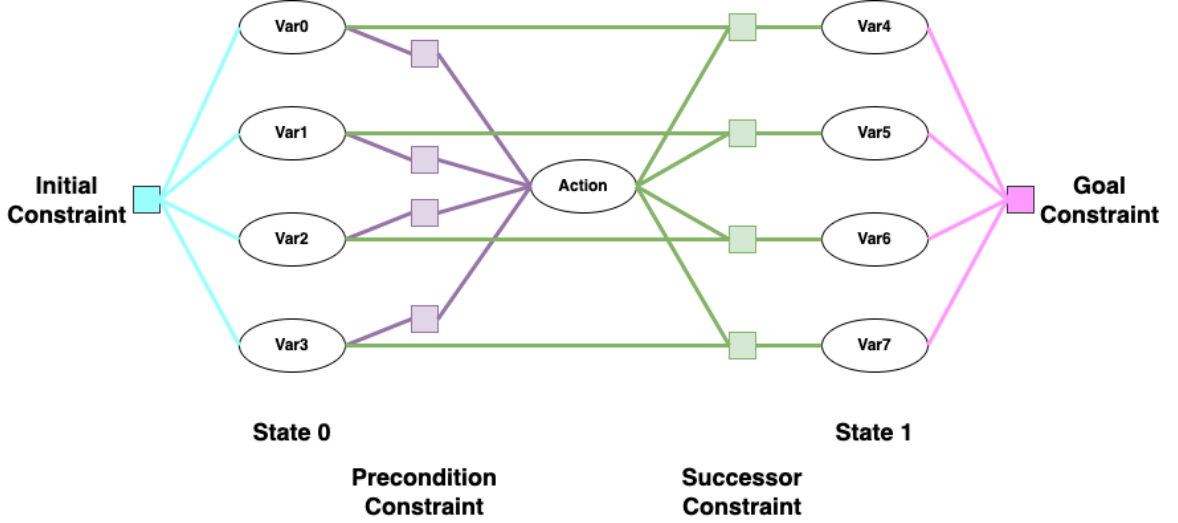 Var0
Var4
Var1
Var5
Initial
Constraint
Action
Goal
Constraint
Var2
Var6
Var3
Var7
State 0
State 1
Precondition
Constraint
Successor
Constraint